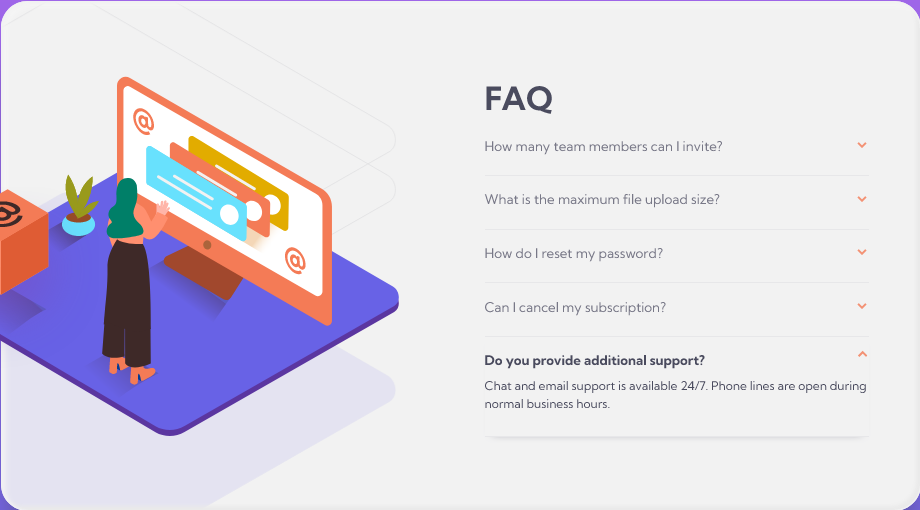 @
@
@
FAQ
How many team members can I invite?
What is the maximum file upload size?
How do I reset my password?
Can I cancel my subscription?
Do you provide additional support?
Chat and email support is available 24/7. Phone lines are open during
normal business hours.